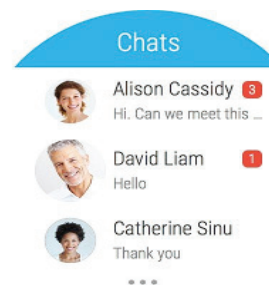 Chats
Alison Cassidy 3
Hi. Can we meet this ...
David Liam 1
Hello
Catherine Sinu
Thank you